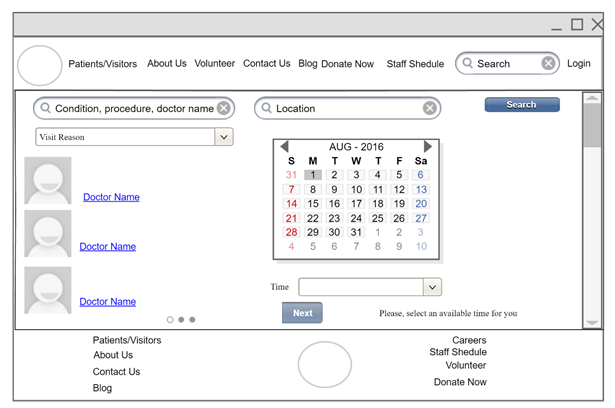 Patients/Visitors About Us Volunteer Contact Us Blog Donate Now Staff Shedule Search Login
Condition, procedure, doctor name Location Search
Visit Reason
AUG - 2016
S M T W T F Sa
31 1 2 3 4 5 6
7 8 9 10 11 12 13
14 15 16 17 18 19 20
21 22 23 24 25 26 27
28 29 30 31 1 2 3
4 5 6 7 8 9 10
Doctor Name
Doctor Name
Doctor Name
Time
Next Please, select an available time for you
Patients/Visitors
About Us
Contact Us
Blog
Careers
Staff Shedule
Volunteer
Donate Now